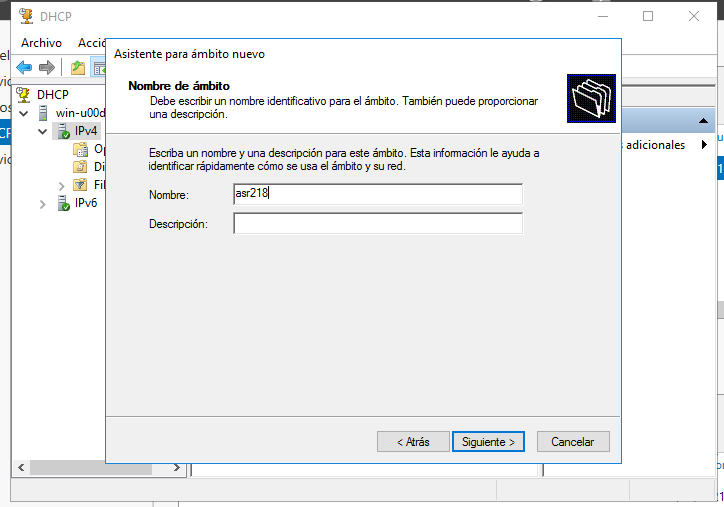 DHCP
Archivo
Acció
DHCP
win-u00d
IPv4
Op
Di
Fil
IPv6
Asistente para ámbito nuevo
Nombre de ámbito
Debe escribir un nombre identificativo para el ámbito. También puede proporcionar
una descripción.
Escriba un nombre y una descripción para este ámbito. Esta información le ayuda a
identificar rápidamente cómo se usa el ámbito y su red.
Nombre:
asr218
Descripción:
< Atrás
Siguiente >
Cancelar
s adicionales